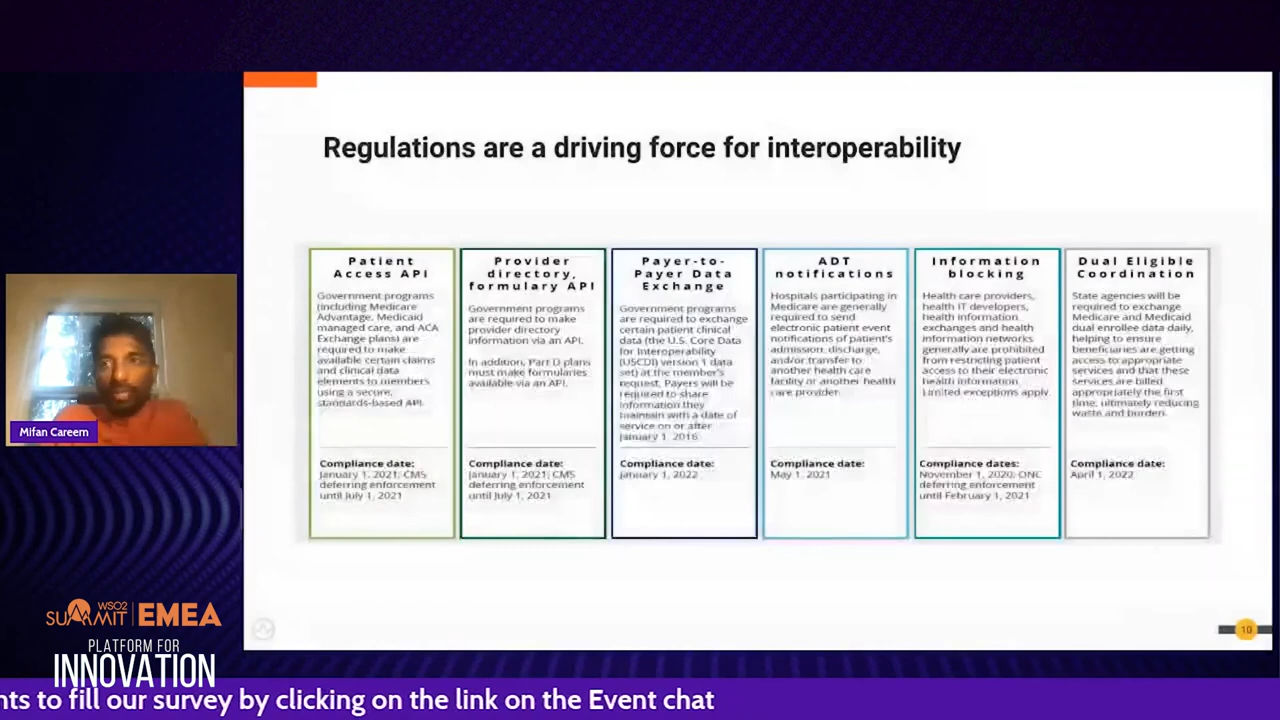 Regulations are a driving force for interoperability
Patient
Access API
Government programs
(including Medicare
Advantage, Medicaid
managed care, and ACA
Exchange plans) are
required to make
available certain claims
and clinical data
elements to members
using a secure,
standards-based API.
Compliance date:
January 1, 2021; CMS
deferring enforcement
until July 1, 2021
Provider
directory,
formulary API
Government programs
are required to make
provider directory
information via an API.
In addition, Part D plans
must make formularies
available via an API.
Compliance date:
January 1, 2021; CMS
deferring enforcement
until July 1, 2021
Payer-to-
Payer Data
Exchange
Government programs
are required to exchange
certain patient clinical
data (the U.S. Core Data
for Interoperability
(USCDI) version 1 data
set) at the member's
request. Payers will be
required to share
information they
maintain with a date of
service on or after
January 1, 2016.
Compliance date:
January 1, 2022
ADT
notifications
Hospitals participating in
Medicare are generally
required to send
electronic patient event
notifications of patient's
admission, discharge,
and/or transfer to
another health care
facility or another health
care provider.
Compliance date:
May 1, 2021
Information
blocking
Health care providers,
health IT developers,
health information
exchanges and health
information networks
generally are prohibited
from restricting patient
access to their electronic
health information.
Limited exceptions apply.
Compliance dates:
November 1, 2020; ONC
deferring enforcement
until February 1, 2021
Dual Eligible
Coordination
State agencies will be
required to exchange
Medicare and Medicaid
dual enrollee data daily,
helping to ensure
beneficiaries are getting
access to appropriate
services and that these
services are billed
appropriately the first
time, ultimately reducing
waste and burden.
Compliance date:
April 1, 2022
10
Mifan Careem
WSO2
SUMMIT EMEA
PLATFORM FOR
INNOVATION
nts to fill our survey by clicking on the link on the Event chat